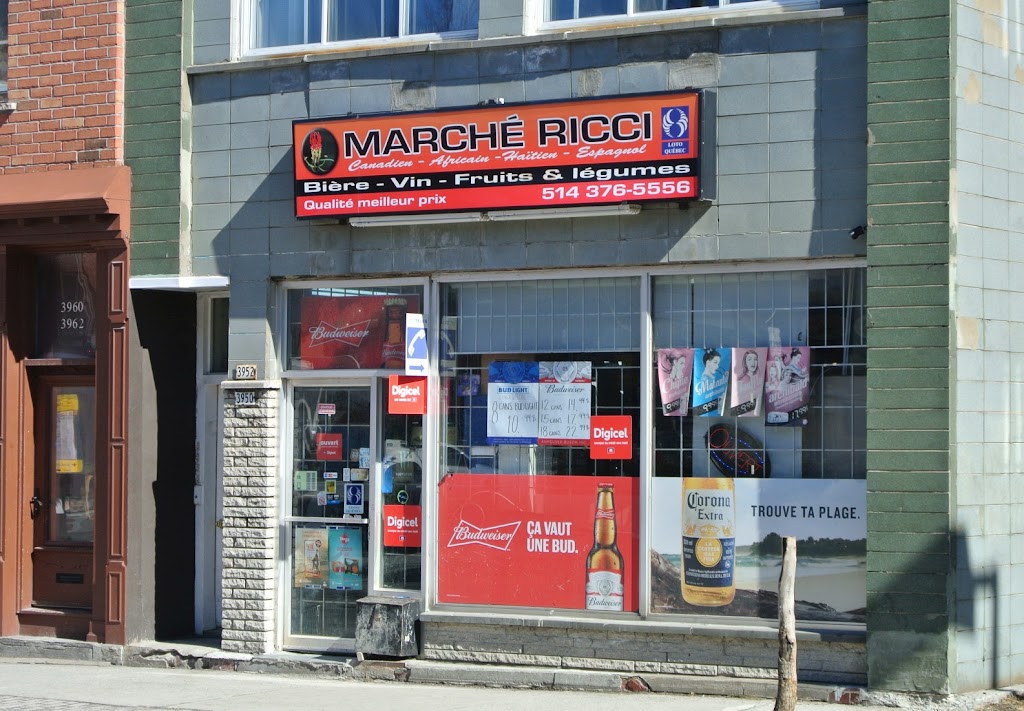 MARCHÉ RICCI
Canadien - Africain - Haïtien - Espagnol
Bière - Vin - Fruits & légumes
Qualité meilleur prix
514 376-5556
LOTO
QUÉBEC
3960
3962
3952
3950
Budweiser
Digicel
ouvert
Digicel
BUD LIGHT
Budweiser
Digicel
Budweiser
ÇA VAUT
UNE BUD.
Budweiser
Corona
Extra
TROUVE TA PLAGE.